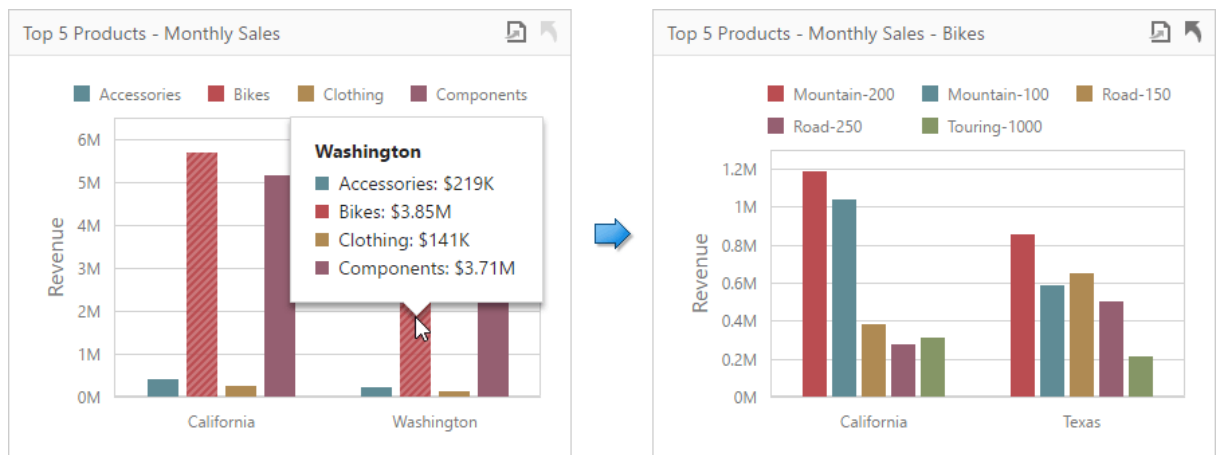 Top 5 Products - Monthly Sales
Accessories Bikes Clothing Components
6M
5M
4M
3M
2M
1M
0M
Revenue
Washington
Accessories: $219K
Bikes: $3.85M
Clothing: $141K
Components: $3.71M
California Washington
Top 5 Products - Monthly Sales - Bikes
Mountain-200 Mountain-100 Road-150
Road-250 Touring-1000
1.2M
1M
0.8M
0.6M
0.4M
0.2M
0M
Revenue
California Texas